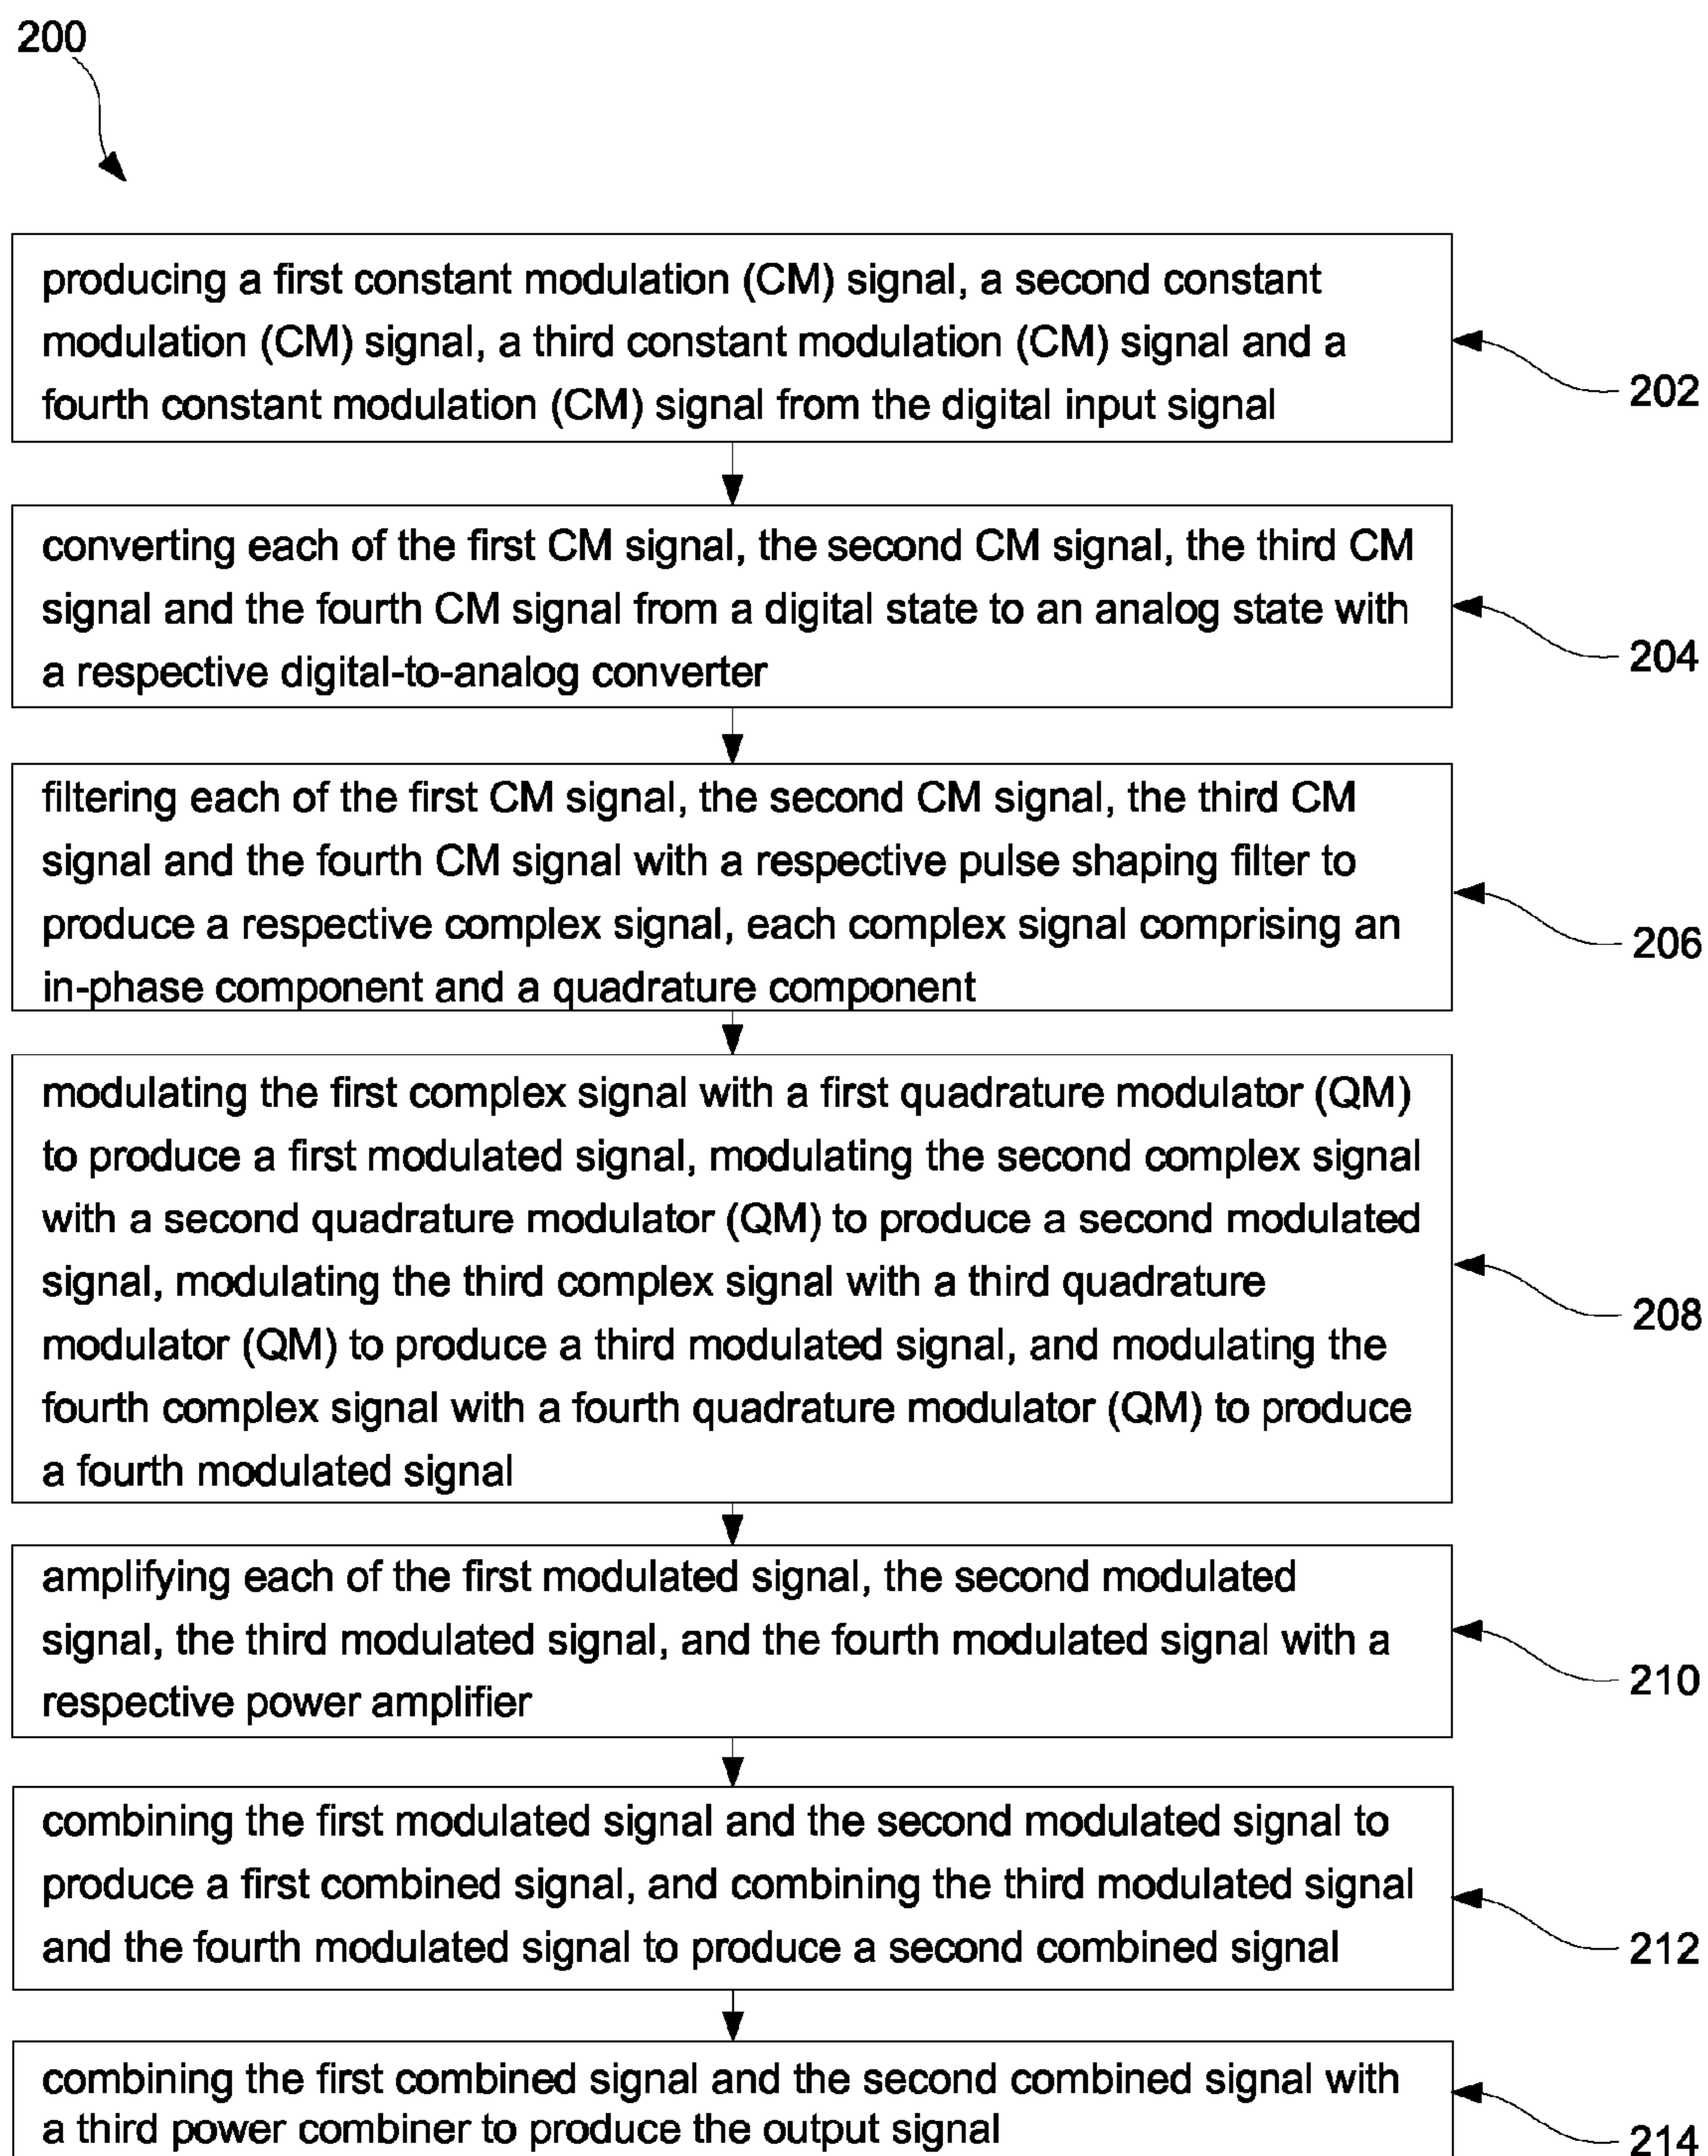 200
producing a first constant modulation (CM) signal, a second constant
modulation (CM) signal, a third constant modulation (CM) signal and a
fourth constant modulation (CM) signal from the digital input signal
202
converting each of the first CM signal, the second CM signal, the third CM
signal and the fourth CM signal from a digital state to an analog state with
a respective digital-to-analog converter
204
filtering each of the first CM signal, the second CM signal, the third CM
signal and the fourth CM signal with a respective pulse shaping filter to
produce a respective complex signal, each complex signal comprising an
in-phase component and a quadrature component
206
modulating the first complex signal with a first quadrature modulator (QM)
to produce a first modulated signal, modulating the second complex signal
with a second quadrature modulator (QM) to produce a second modulated
signal, modulating the third complex signal with a third quadrature
modulator (QM) to produce a third modulated signal, and modulating the
fourth complex signal with a fourth quadrature modulator (QM) to produce
a fourth modulated signal
208
amplifying each of the first modulated signal, the second modulated
signal, the third modulated signal, and the fourth modulated signal with a
respective power amplifier
210
combining the first modulated signal and the second modulated signal to
produce a first combined signal, and combining the third modulated signal
and the fourth modulated signal to produce a second combined signal
212
combining the first combined signal and the second combined signal with
a third power combiner to produce the output signal
214